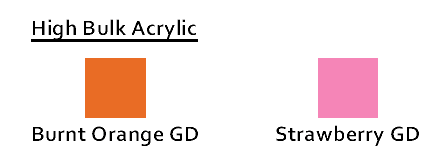 High Bulk Acrylic
Burnt Orange GD
Strawberry GD